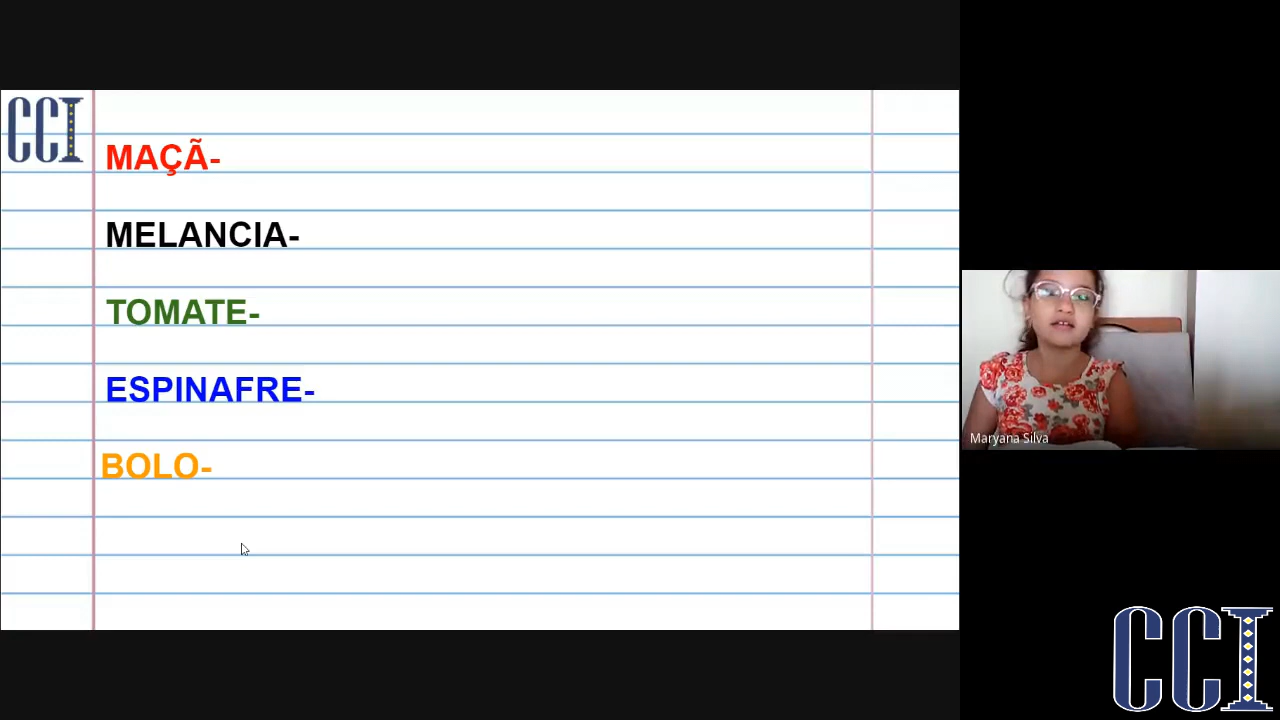 CCI
MAÇÃ-
MELANCIA-
TOMATE-
ESPINAFRE-
BOLO-
Maryana Silva
CCI